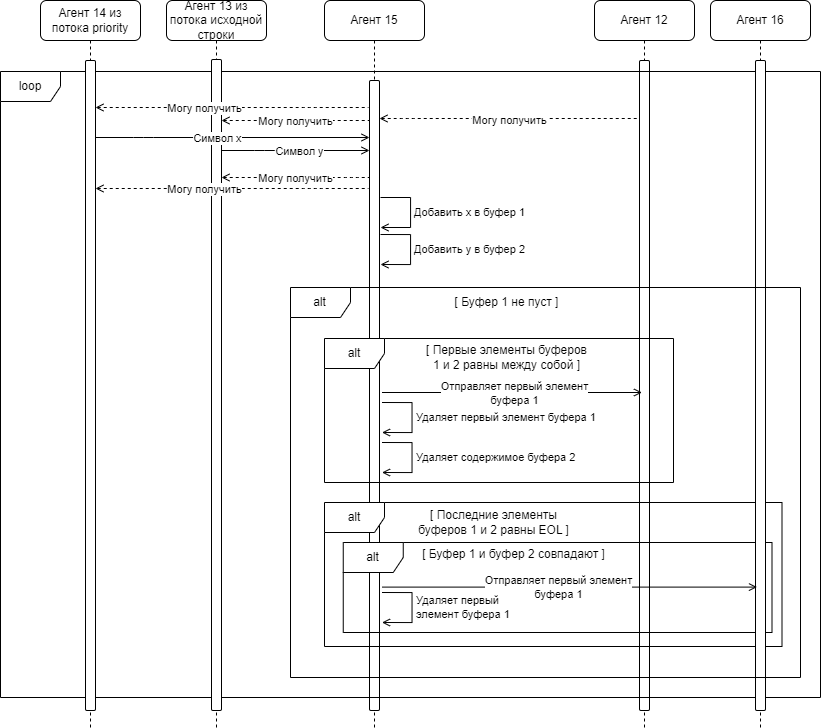 Агент 14 из
потока priority
Агент 13 из
потока исходной
строки
Агент 15
Агент 12
Агент 16
loop
Могу получить
Могу получить
Могу получить
Символ x
Символ y
Могу получить
Могу получить
Добавить x в буфер 1
Добавить y в буфер 2
alt
[ Буфер 1 не пуст ]
alt
[ Первые элементы буферов
1 и 2 равны между собой ]
Отправляет первый элемент
буфера 1
Удаляет первый элемент буфера 1
Удаляет содержимое буфера 2
alt
[ Последние элементы
буферов 1 и 2 равны EOL ]
alt
[ Буфер 1 и буфер 2 совпадают ]
Отправляет первый элемент
буфера 1
Удаляет первый
элемент буфера 1